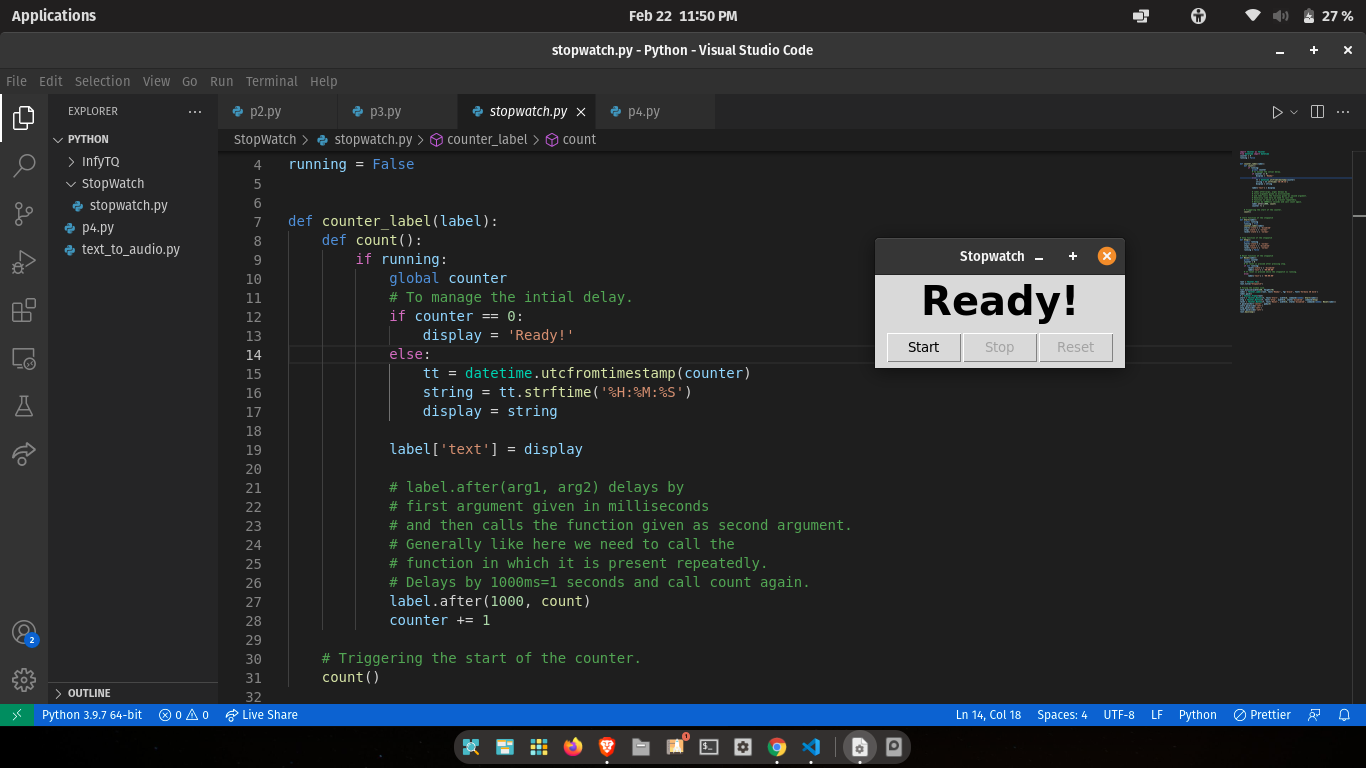 Applications
Feb 22 11:50 PM
27 %
stopwatch.py - Python - Visual Studio Code
File Edit Selection View Go Run Terminal Help
EXPLORER
PYTHON
InfyTQ
StopWatch
stopwatch.py
p4.py
text_to_audio.py
OUTLINE
2
p2.py p3.py stopwatch.py p4.py
StopWatch > stopwatch.py > counter_label > count
4 running = False
5
6
7 def counter_label(label):
8 def count():
9 if running:
10 global counter
11 # To manage the intial delay.
12 if counter == 0:
13 display = 'Ready!'
14 else:
15 tt = datetime.utcfromtimestamp(counter)
16 string = tt.strftime('%H:%M:%S')
17 display = string
18
19 label['text'] = display
20
21 # label.after(arg1, arg2) delays by
22 # first argument given in milliseconds
23 # and then calls the function given as second argument.
24 # Generally like here we need to call the
25 # function in which it is present repeatedly.
26 # Delays by 1000ms=1 seconds and call count again.
27 label.after(1000, count)
28 counter += 1
29
30 # Triggering the start of the counter.
31 count()
32
Stopwatch
Ready!
Start Stop Reset
Python 3.9.7 64-bit 0 0 Live Share Ln 14, Col 18 Spaces: 4 UTF-8 LF Python Prettier
1